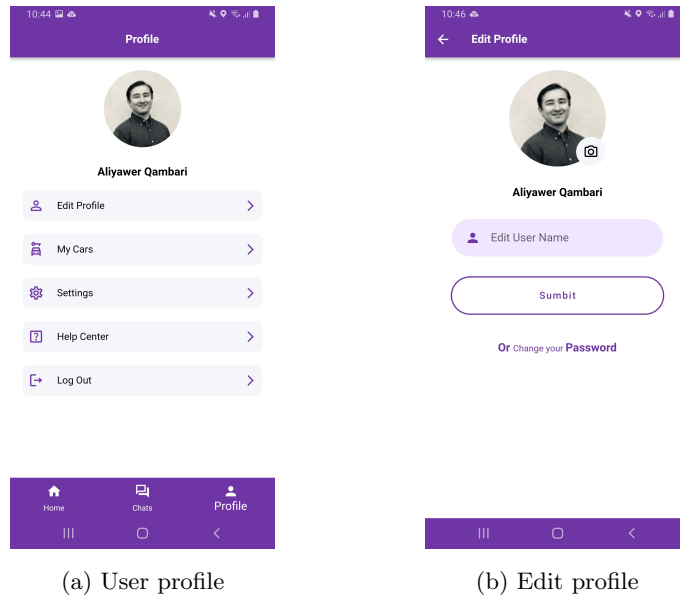 10:44
Profile
Aliyawer Qambari
Edit Profile
My Cars
Settings
Help Center
Log Out
Home
Chats
Profile
(a) User profile
10:46
Edit Profile
Aliyawer Qambari
Edit User Name
Sumbit
Or Change your Password
(b) Edit profile